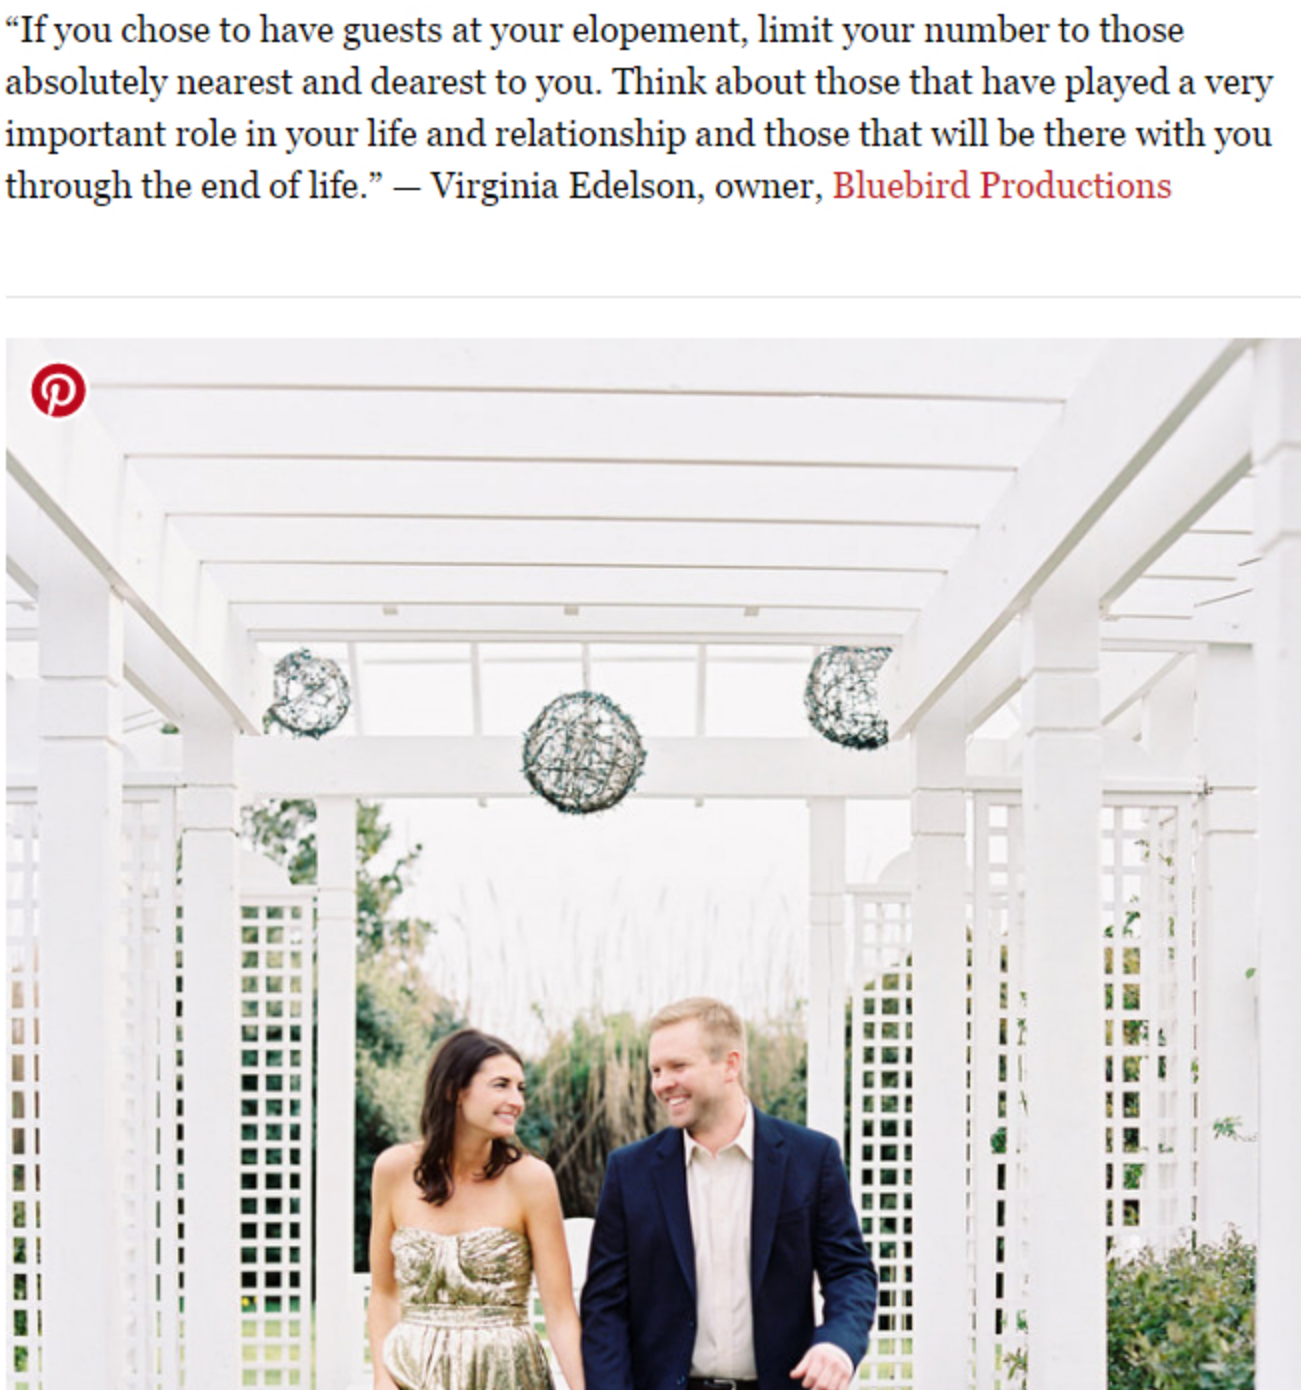 “If you chose to have guests at your elopement, limit your number to those
absolutely nearest and dearest to you. Think about those that have played a very
important role in your life and relationship and those that will be there with you
through the end of life.” — Virginia Edelson, owner, Bluebird Productions